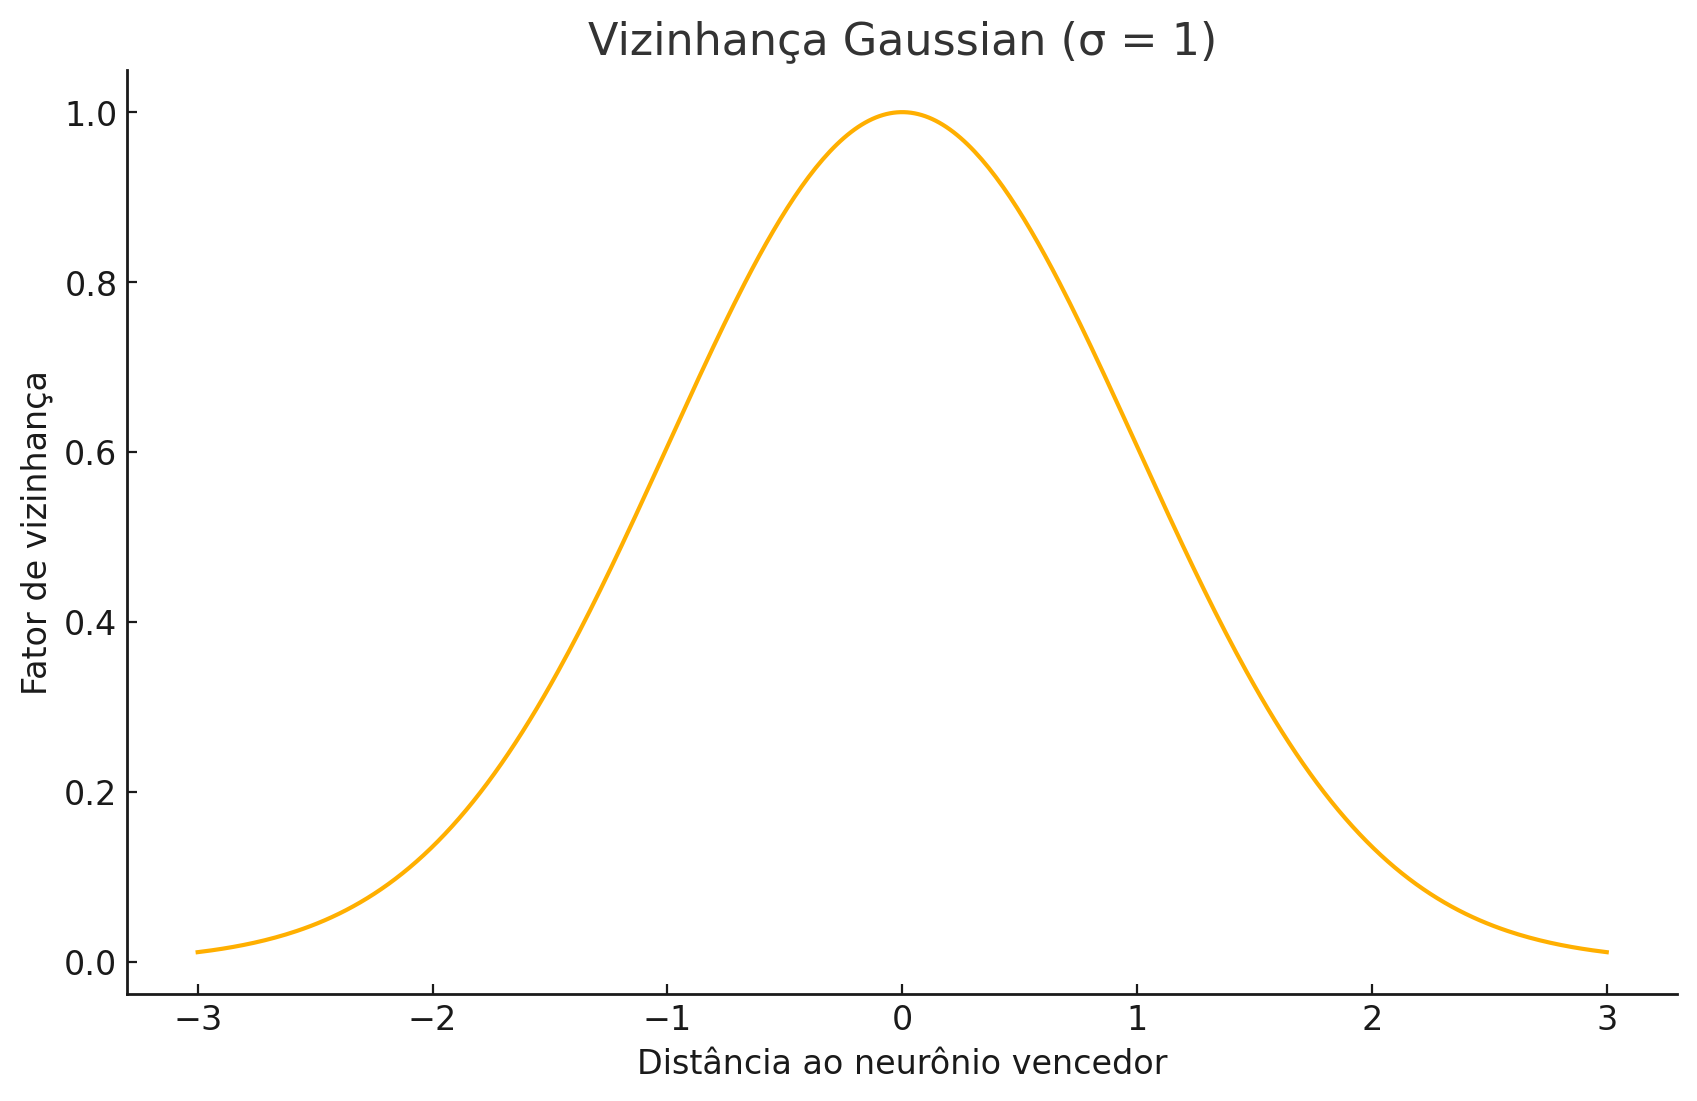 Vizinhança Gaussian (σ = 1)
Fator de vizinhança
1.0
0.8
0.6
0.4
0.2
0.0
−3 −2 −1 0 1 2 3
Distância ao neurônio vencedor